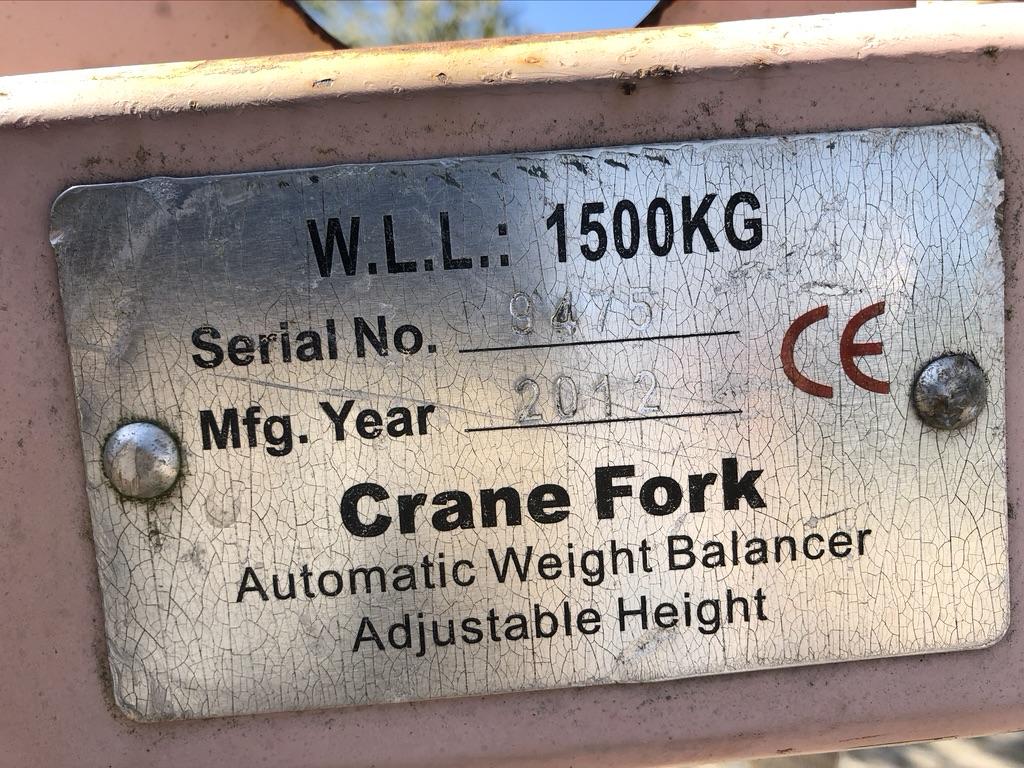 W.L.L.: 1500KG
Serial No. 9475
Mfg. Year 2012
CE
Crane Fork
Automatic Weight Balancer
Adjustable Height